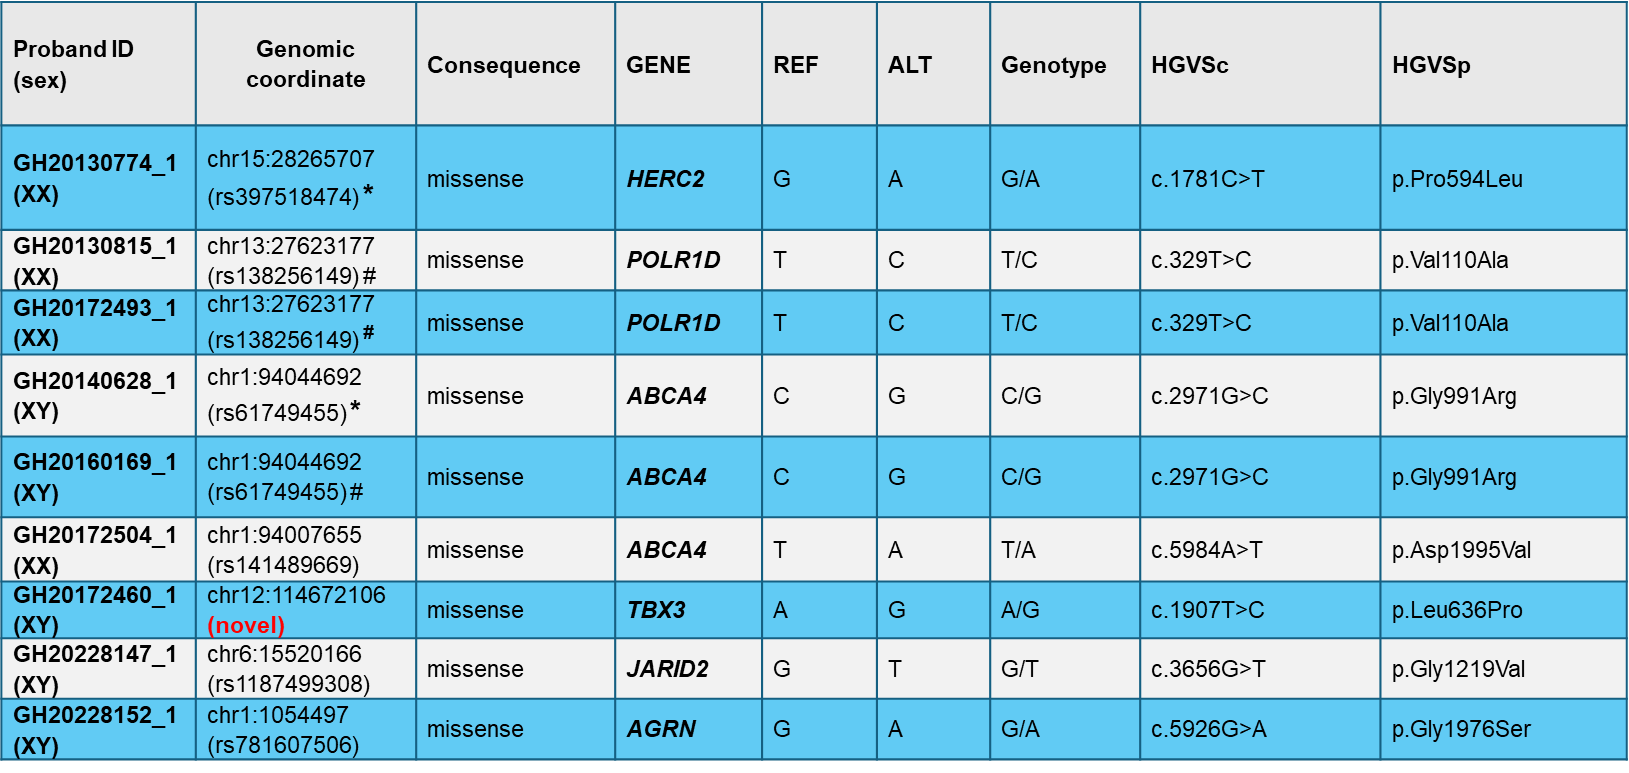 Proband ID (sex) Genomic coordinate Consequence GENE REF ALT Genotype HGVSc HGVSp
GH20130774_1 (XX) chr15:28265707 (rs397518474)* missense HERC2 G A G/A c.1781C>T p.Pro594Leu
GH20130815_1 (XX) chr13:27623177 (rs138256149)# missense POLR1D T C T/C c.329T>C p.Val110Ala
GH20172493_1 (XX) chr13:27623177 (rs138256149)# missense POLR1D T C T/C c.329T>C p.Val110Ala
GH20140628_1 (XY) chr1:94044692 (rs61749455)* missense ABCA4 C G C/G c.2971G>C p.Gly991Arg
GH20160169_1 (XY) chr1:94044692 (rs61749455)# missense ABCA4 C G C/G c.2971G>C p.Gly991Arg
GH20172504_1 (XX) chr1:94007655 (rs141489669) missense ABCA4 T A T/A c.5984A>T p.Asp1995Val
GH20172460_1 (XY) chr12:114672106 (novel) missense TBX3 A G A/G c.1907T>C p.Leu636Pro
GH20228147_1 (XY) chr6:15520166 (rs1187499308) missense JARID2 G T G/T c.3656G>T p.Gly1219Val
GH20228152_1 (XY) chr1:1054497 (rs781607506) missense AGRN G A G/A c.5926G>A p.Gly1976Ser